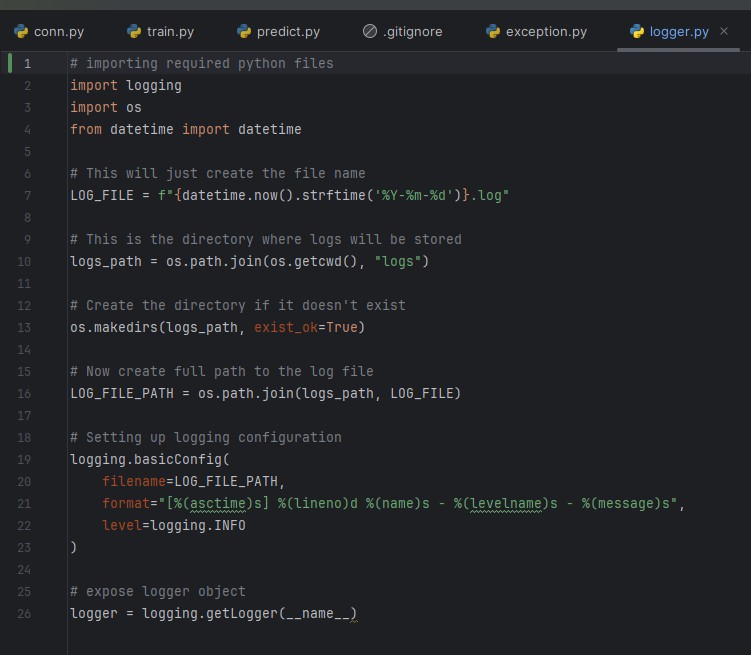 conn.py train.py predict.py .gitignore exception.py logger.py
1 # importing required python files
2 import logging
3 import os
4 from datetime import datetime
5
6 # This will just create the file name
7 LOG_FILE = f"{datetime.now().strftime('%Y-%m-%d')}.log"
8
9 # This is the directory where logs will be stored
10 logs_path = os.path.join(os.getcwd(), "logs")
11
12 # Create the directory if it doesn't exist
13 os.makedirs(logs_path, exist_ok=True)
14
15 # Now create full path to the log file
16 LOG_FILE_PATH = os.path.join(logs_path, LOG_FILE)
17
18 # Setting up logging configuration
19 logging.basicConfig(
20     filename=LOG_FILE_PATH,
21     format="[%(asctime)s] %(lineno)d %(name)s - %(levelname)s - %(message)s",
22     level=logging.INFO
23 )
24
25 # expose logger object
26 logger = logging.getLogger(__name__)